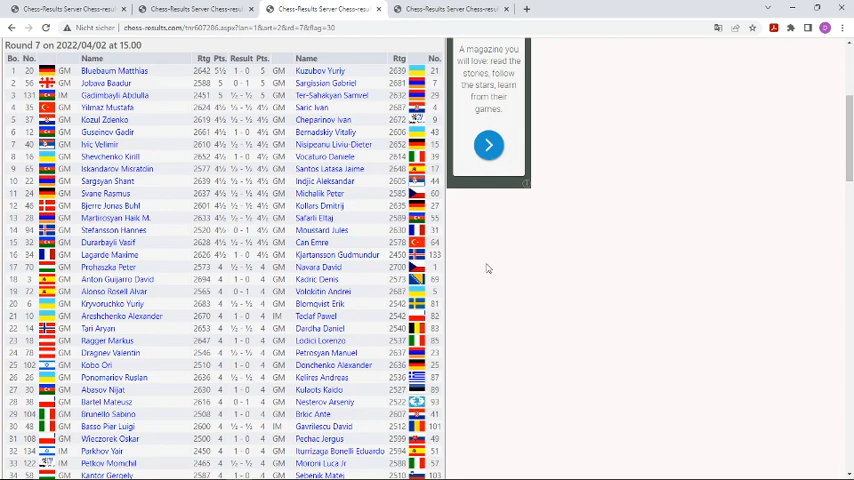 Chess-Results Server Chess-resul
Chess-Results Server Chess-resul
Chess-Results Server Chess-resul
Chess-Results Server Chess-resul
Nicht sicher chess-results.com/tnr607286.aspx?lan=1&art=2&rd=7&flag=30
Round 7 on 2022/04/02 at 15.00
Bo. No. Name Rtg Pts. Result Pts. Name Rtg No.
1 20 GM Bluebaum Matthias 2642 5½ 1 - 0 5 GM Kuzubov Yuriy 2639 21
2 56 GM Jobava Baadur 2588 5 0 - 1 5 GM Sargissian Gabriel 2681 7
3 131 GM Gadimbayli Abdulla 2451 5 ½ - ½ 5 GM Ter-Sahakyan Samvel 2632 29
4 35 GM Yilmaz Mustafa 2624 4½ ½ - ½ 4½ GM Saric Ivan 2687 4
5 37 GM Kozul Zdenko 2619 4½ ½ - ½ 4½ GM Cheparinov Ivan 2672 9
6 12 GM Guseinov Gadir 2661 4½ 1 - 0 4½ GM Bernadskiy Vitaliy 2606 43
7 40 GM Ivic Velimir 2610 4½ ½ - ½ 4½ GM Nisipeanu Liviu-Dieter 2652 15
8 16 GM Shevchenko Kirill 2652 4½ 1 - 0 4½ GM Vocaturo Daniele 2614 39
9 65 GM Iskandarov Misratdin 2577 4½ ½ - ½ 4½ GM Santos Latasa Jaime 2648 17
10 22 GM Sargsyan Shant 2639 4½ ½ - ½ 4½ GM Indjic Aleksandar 2605 44
11 24 GM Svane Rasmus 2637 4½ ½ - ½ 4½ GM Michalik Peter 2585 60
12 46 GM Bjerre Jonas Buhl 2601 4½ ½ - ½ 4½ GM Kollars Dmitrij 2635 27
13 28 GM Martirosyan Haik M. 2633 4½ ½ - ½ 4½ GM Safarli Eltaj 2589 55
14 94 GM Stefansson Hannes 2520 4½ 0 - 1 4½ GM Moussard Jules 2630 31
15 32 GM Durarbayli Vasif 2628 4½ ½ - ½ 4½ GM Can Emre 2578 64
16 34 GM Lagarde Maxime 2626 4½ 1 - 0 4½ GM Kjartansson Gudmundur 2450 133
17 70 GM Prohaszka Peter 2573 4 ½ - ½ 4 GM Navara David 2700 1
18 3 GM Anton Guijarro David 2688 4 1 - 0 4 GM Kadric Denis 2573 69
19 72 GM Alonso Rosell Alvar 2565 4 0 - 1 4 GM Volokitin Andrei 2687 5
20 6 GM Kryvoruchko Yuriy 2683 4 ½ - ½ 4 GM Blomqvist Erik 2542 81
21 10 GM Areshchenko Alexander 2670 4 1 - 0 4 IM Teclaf Pawel 2542 82
22 14 GM Tari Aryan 2653 4 ½ - ½ 4 GM Dardha Daniel 2540 83
23 18 GM Ragger Markus 2647 4 1 - 0 4 GM Lodici Lorenzo 2537 85
24 78 GM Dragnev Valentin 2546 4 ½ - ½ 4 GM Petrosyan Manuel 2637 23
25 102 GM Kobo Ori 2510 4 1 - 0 4 GM Donchenko Alexander 2636 25
26 26 GM Ponomariov Ruslan 2636 4 ½ - ½ 4 GM Kelires Andreas 2536 87
27 30 GM Abasov Nijat 2630 4 1 - 0 4 GM Kulaots Kaido 2527 89
28 38 GM Bartel Mateusz 2616 4 0 - 1 4 GM Nesterov Arseniy 2522 93
29 104 GM Brunello Sabino 2508 4 1 - 0 4 GM Brkic Ante 2607 41
30 48 GM Basso Pier Luigi 2600 4 ½ - ½ 4 IM Gavrilescu David 2512 101
31 108 GM Wieczorek Oskar 2500 4 1 - 0 4 GM Pechac Jergus 2599 49
32 134 IM Parkhov Yair 2450 4 1 - 0 4 GM Iturrizaga Bonelli Eduardo 2594 51
33 122 IM Petkov Momchil 2465 4 ½ - ½ 4 GM Moroni Luca Jr 2588 57
34 58 GM Kantor Gergely 2587 4 1 - 0 4 GM Sebenik Matej 2510 103
A magazine you
will love: read the
stories, follow
the stars, learn
from their
games.